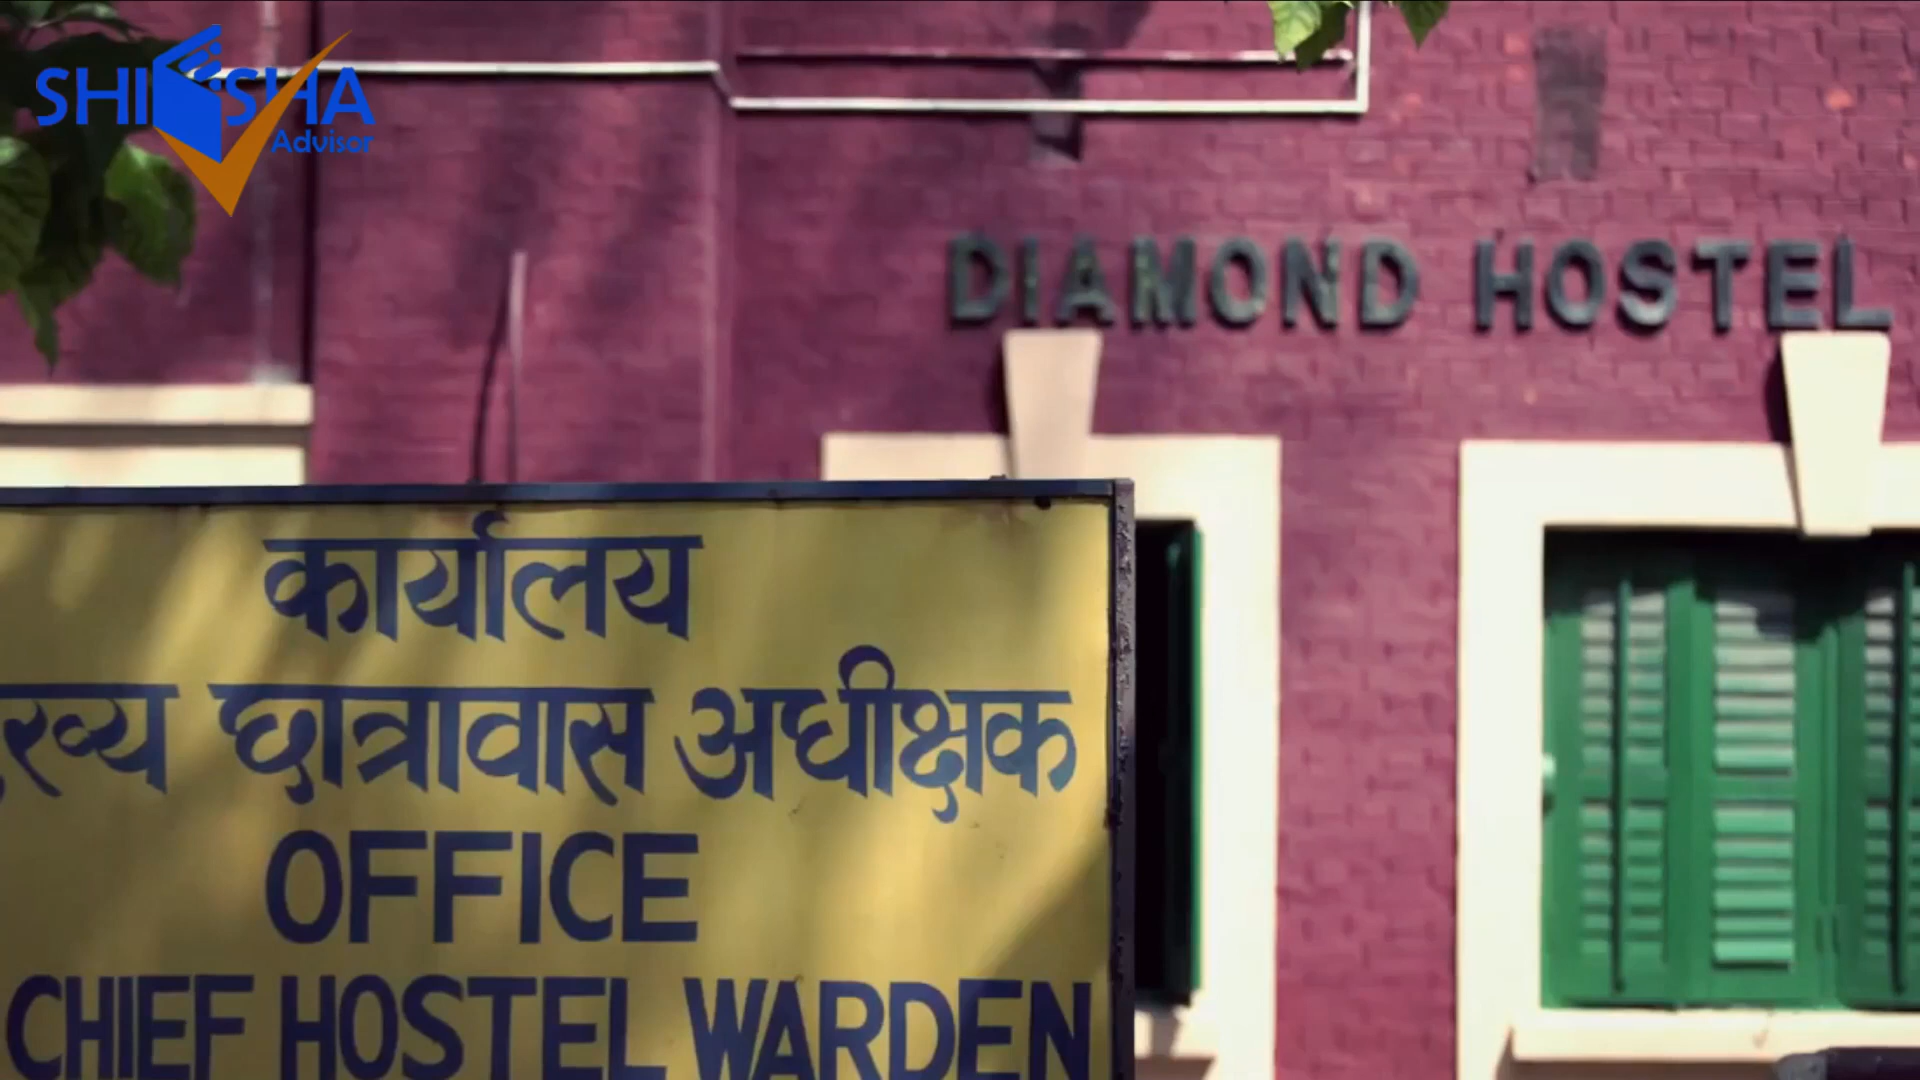 SHIKSHA
Advisor
DIAMOND HOSTEL
कार्यालय
छात्रावास अधीक्षक
OFFICE
CHIEF HOSTEL WARDEN